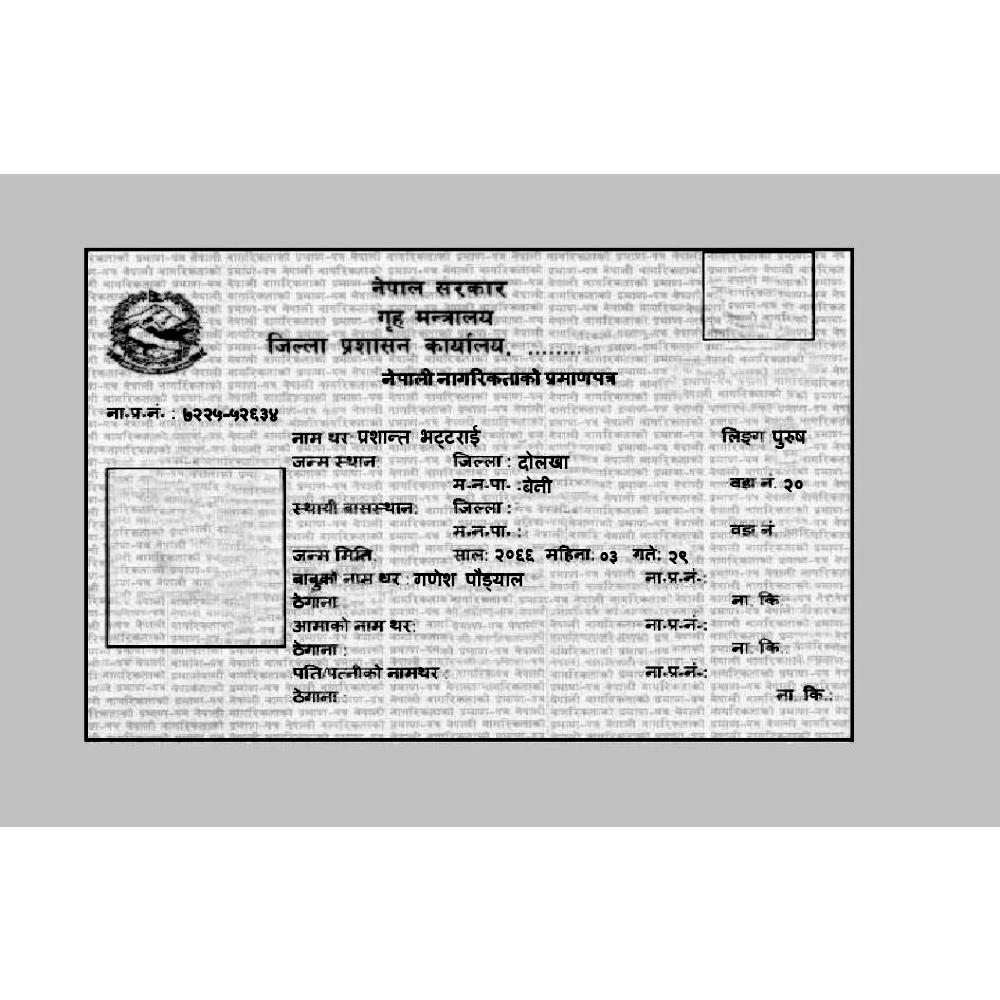 नेपाल सरकार
गृह मन्त्रालय
जिल्ला प्रशासन कार्यालय, .........
नेपाली नागरिकताको प्रमाणपत्र
ना.प्र.नं. : ७२२५-५२६३४
नाम थर प्रशान्त भट्टराई लिङ्ग पुरुष
जन्म स्थान: जिल्ला : दोलखा
म.न.पा. :बेनी वडा नं. २०
स्थायी बासस्थान: जिल्ला :
म.न.पा. : वडा नं.
जन्म मिति साल: २०६६ महिना: ०३ गते: २९
बाबुको नाम थर : गणेश पौड्याल ना.प्र.नं.:
ठेगाना ना. कि.
आमाको नाम थर: ना.प्र.नं.:
ठेगाना : ना. कि.:
पति/पत्नीको नामथर : ना.प्र.नं.:
ठेगाना : ना. कि.: